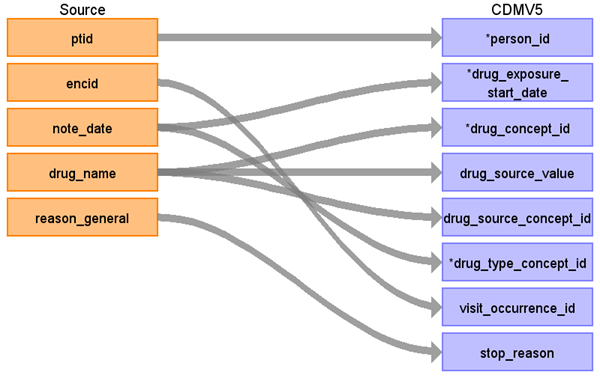 Source
CDMV5
ptid
*person_id
encid
*drug_exposure_
start_date
note_date
*drug_concept_id
drug_name
drug_source_value
reason_general
drug_source_concept_id
*drug_type_concept_id
visit_occurrence_id
stop_reason